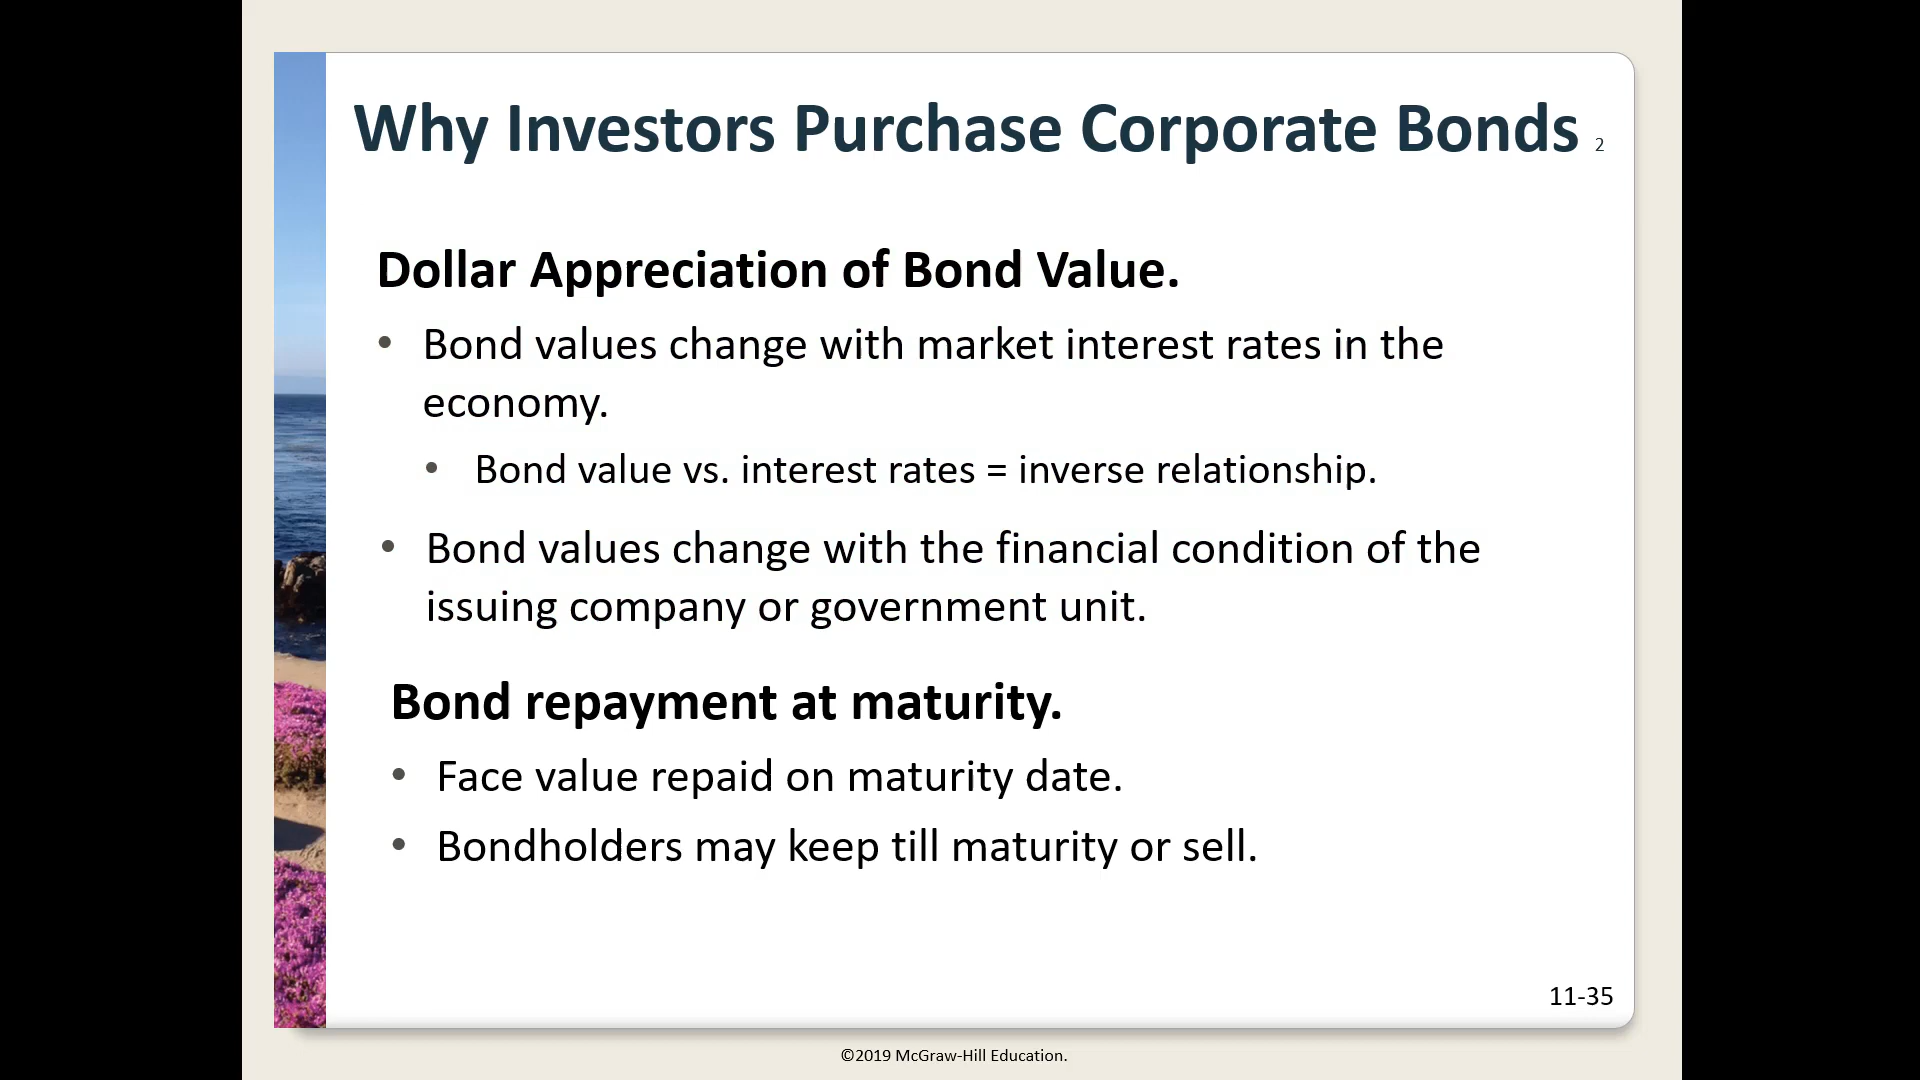 Why Investors Purchase Corporate Bonds 2
Dollar Appreciation of Bond Value.
• Bond values change with market interest rates in the
economy.
• Bond value vs. interest rates = inverse relationship.
• Bond values change with the financial condition of the
issuing company or government unit.
Bond repayment at maturity.
• Face value repaid on maturity date.
• Bondholders may keep till maturity or sell.
11-35
©2019 McGraw-Hill Education.